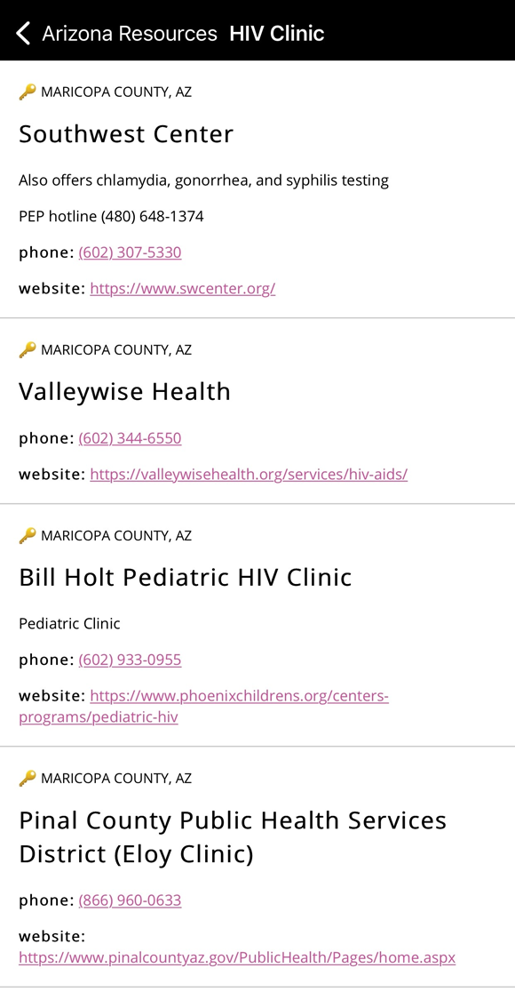 Arizona Resources HIV Clinic
MARICOPA COUNTY, AZ
Southwest Center
Also offers chlamydia, gonorrhea, and syphilis testing
PEP hotline (480) 648-1374
phone: (602) 307-5330
website: https://www.swcenter.org/
MARICOPA COUNTY, AZ
Valleywise Health
phone: (602) 344-6550
website: https://valleywisehealth.org/services/hiv-aids/
MARICOPA COUNTY, AZ
Bill Holt Pediatric HIV Clinic
Pediatric Clinic
phone: (602) 933-0955
website: https://www.phoenixchildrens.org/centers-
programs/pediatric-hiv
MARICOPA COUNTY, AZ
Pinal County Public Health Services
District (Eloy Clinic)
phone: (866) 960-0633
website:
https://www.pinalcountyaz.gov/PublicHealth/Pages/home.aspx